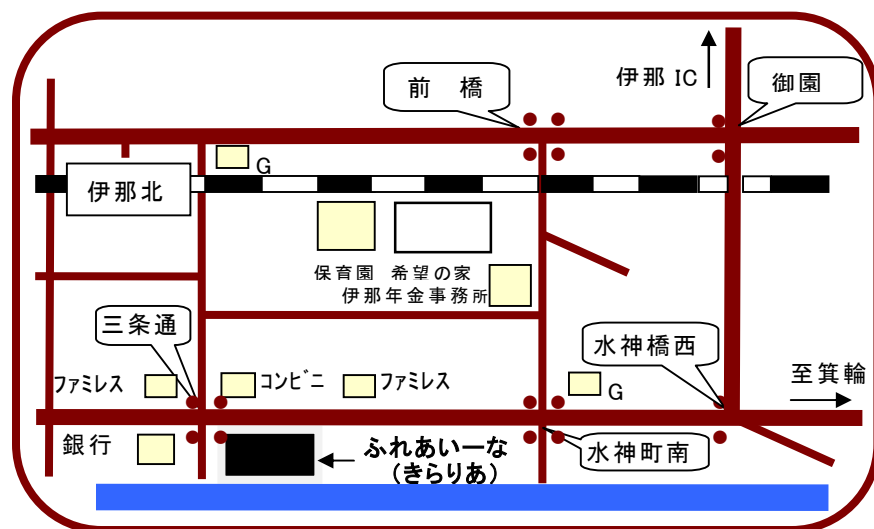 伊那 IC
御園
前 橋
G
伊那北
保育園 希望の家
伊那年金事務所
三条通
水神橋西
ファミレス
コンビニ
ファミレス
G
至箕輪
銀行
ふれあいーな
(きらりあ)
水神町南